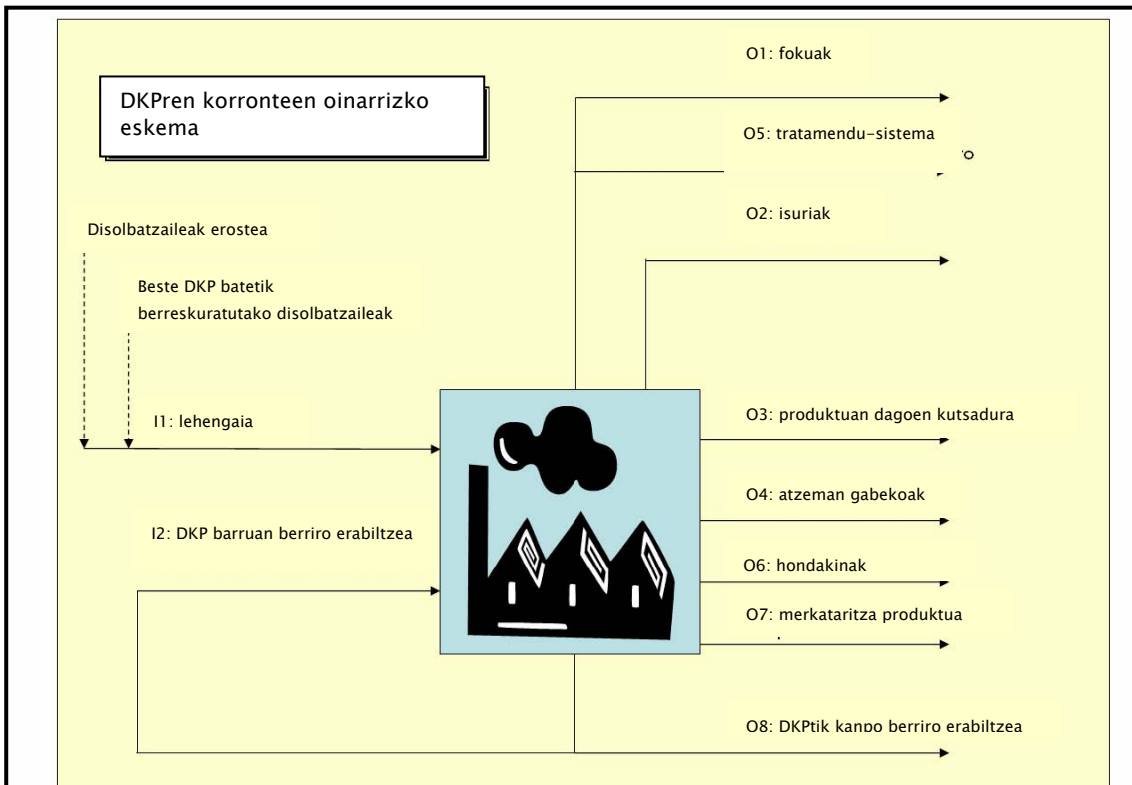 O1: fokuak
DKPren korronteen oinarrizko
eskema
O5: tratamendu-sistema
O2: isuriak
Disolbatzaileak erostea
Beste DKP batetik
berreskuratutako disolbatzaileak
I1: lehengaia
O3: produktuan dagoen kutsadura
O4: atzeman gabekoak
I2: DKP barruan berriro erabiltzea
O6: hondakinak
O7: merkataritza produktua
O8: DKPtik kanpo berriro erabiltzea